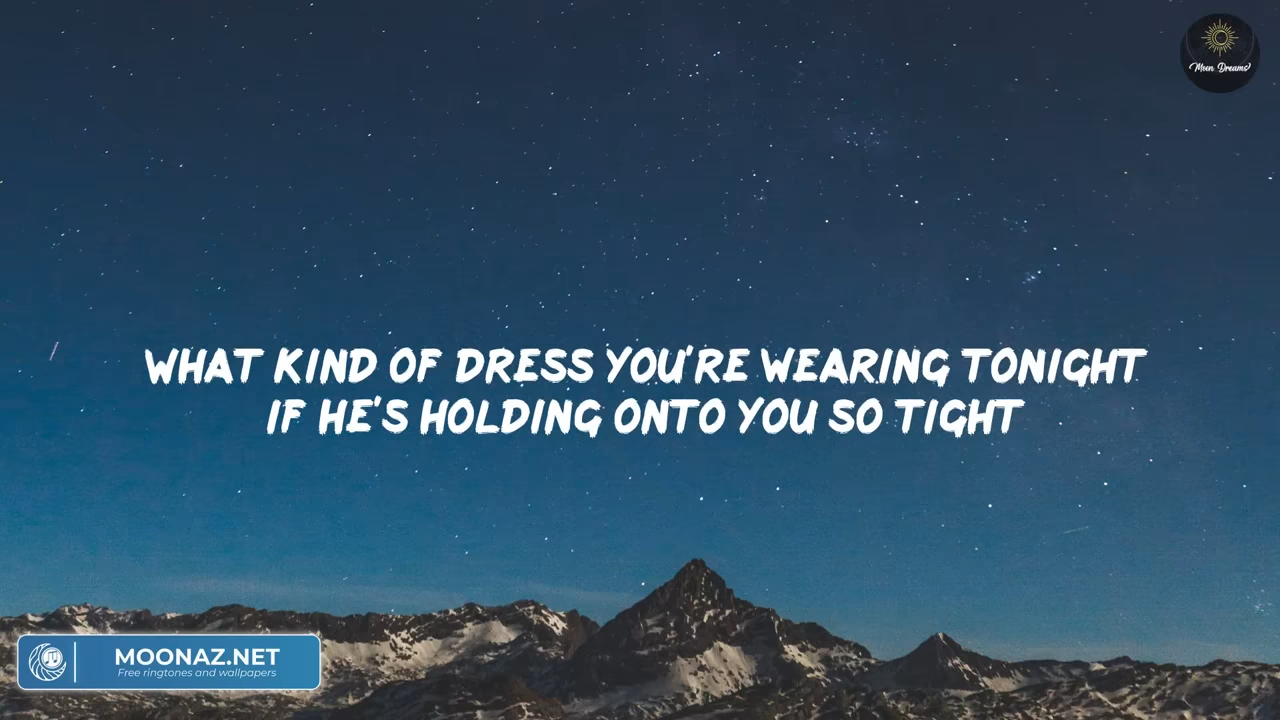 Moon Dreams
WHAT KIND OF DRESS YOU'RE WEARING TONIGHT
IF HE'S HOLDING ONTO YOU SO TIGHT
MOONAZ.NET
Free ringtones and wallpapers